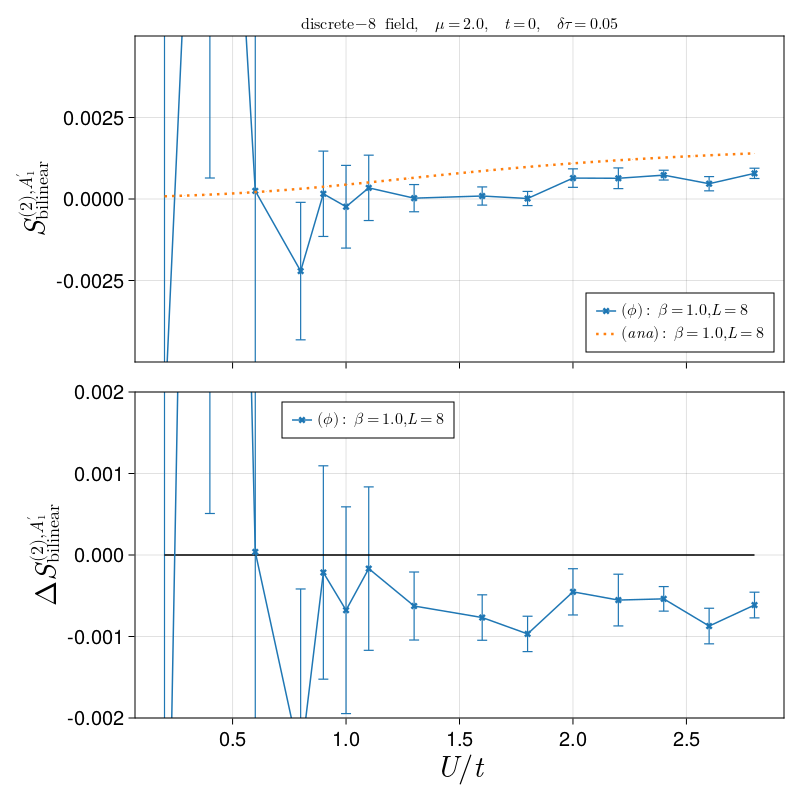 discrete−8 field, μ=2.0, t=0, δτ=0.05
0.0025
0.0000
-0.0025
S^{(2),A_1'}_{bilinear}
(ϕ): β=1.0,L=8
(ana): β=1.0,L=8
0.002
0.001
0.000
-0.001
-0.002
ΔS^{(2),A_1'}_{bilinear}
(ϕ): β=1.0,L=8
0.5 1.0 1.5 2.0 2.5
U/t